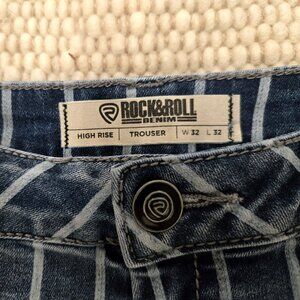 ROCK&ROLL
DENIM
HIGH RISE | TROUSER | W 32 | L 32